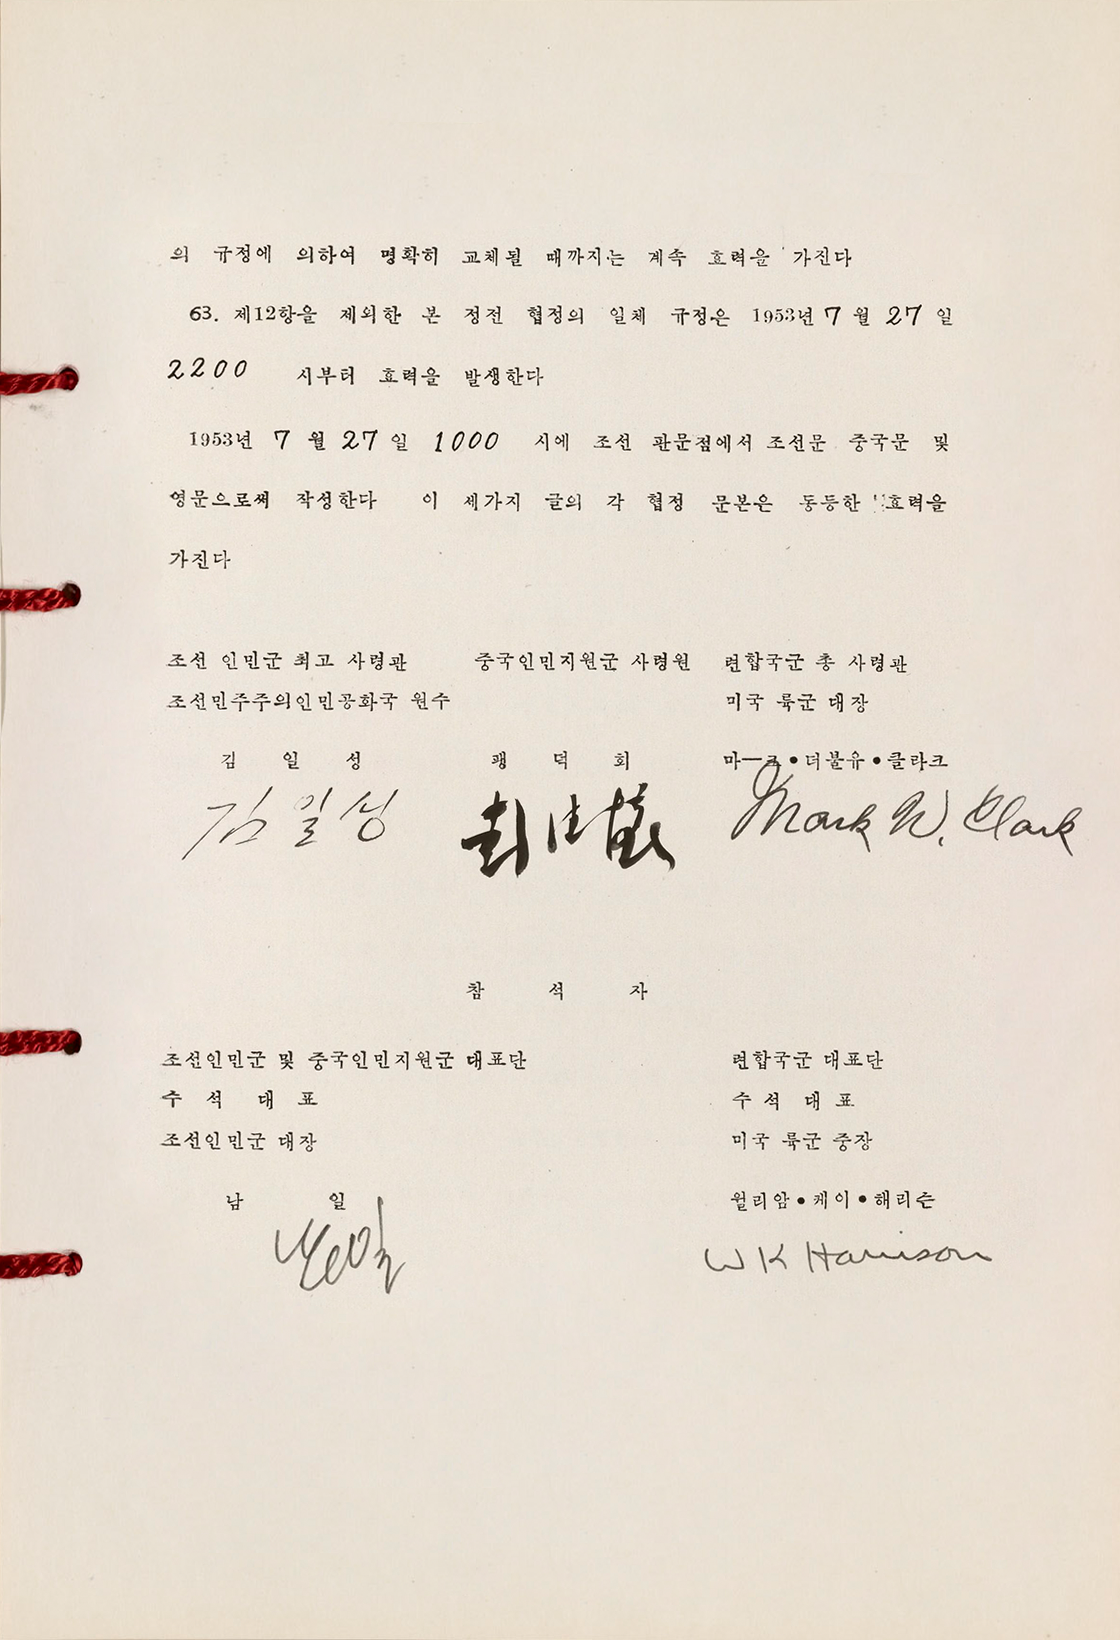 의 규정에 의하여 명확히 교체될 때까지는 계속 효력을 가진다
63. 제12항을 제외한 본 정전 협정의 일체 규정은 1953년 7 월 27 일
2200 시부터 효력을 발생한다
1953년 7 월 27 일 1000 시에 조선 판문점에서 조선문 중국문 및
영문으로써 작성한다 이 세가지 글의 각 협정 문본은 동등한 효력을
가진다
조선 인민군 최고 사령관 중국인민지원군 사령원 련합국군 총 사령관
조선민주주의인민공화국 원수 미국 륙군 대장
김 일 성 팽 덕 회 마—크•더불유•클라크
김일성 彭德懷 Mark W. Clark
참 석 자
조선인민군 및 중국인민지원군 대표단 련합국군 대표단
수 석 대 표 수 석 대 표
조선인민군 대장 미국 륙군 중장
남 일 윌리암•케이•해리슨
남일 W K Harrison